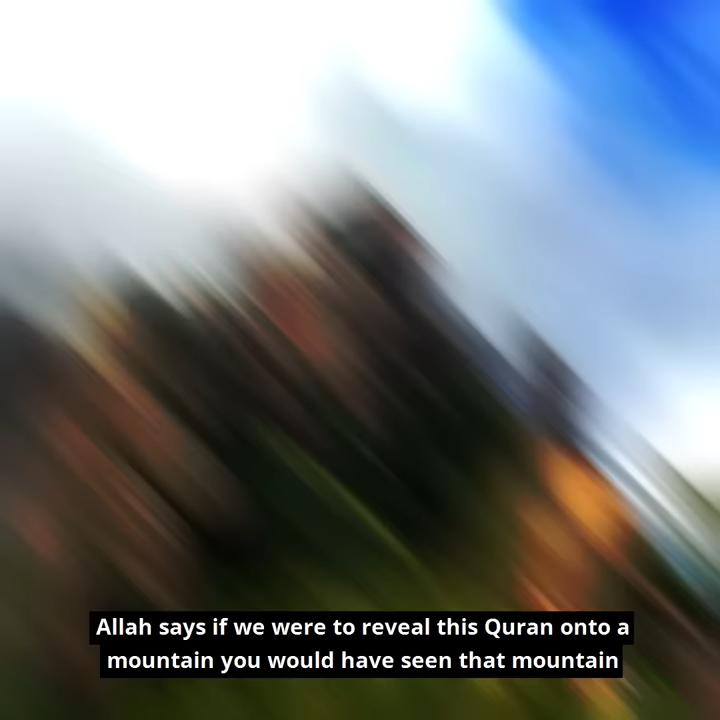 Allah says if we were to reveal this Quran onto a
mountain you would have seen that mountain